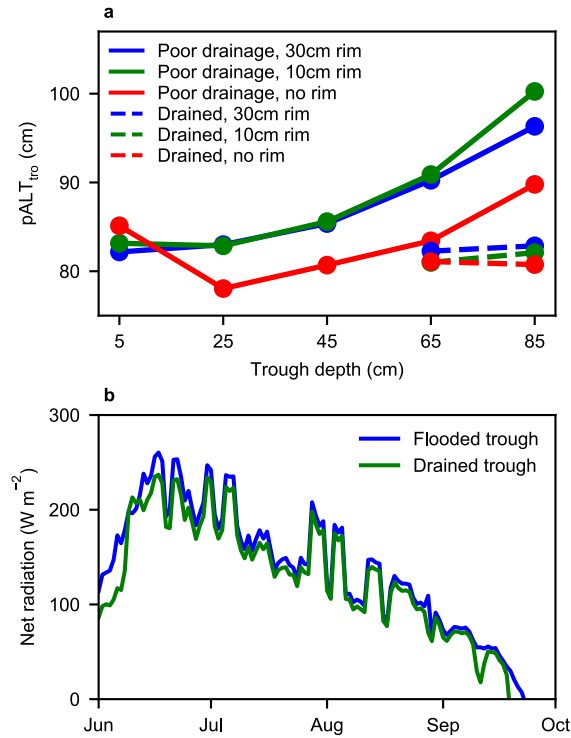 a
Poor drainage, 30cm rim
Poor drainage, 10cm rim
Poor drainage, no rim
Drained, 30cm rim
Drained, 10cm rim
Drained, no rim
100
90
80
pALTtro (cm)
5 25 45 65 85
Trough depth (cm)
b
Flooded trough
Drained trough
300
200
100
0
Net radiation (W m−2)
Jun Jul Aug Sep Oct